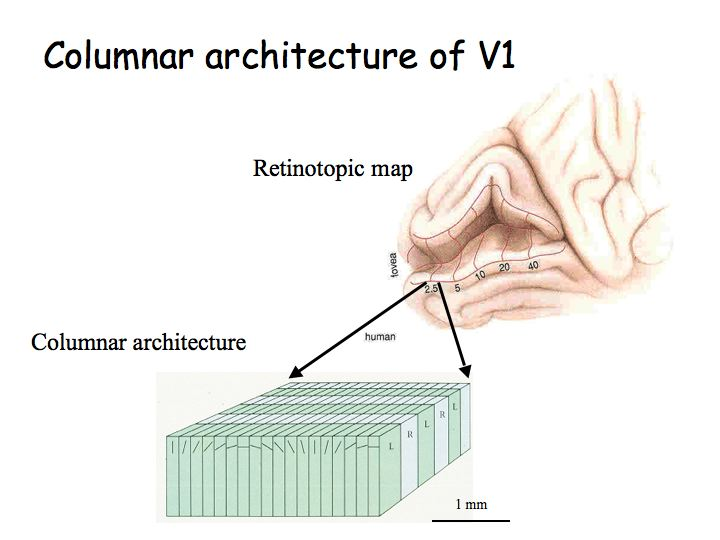 Columnar architecture of V1
Retinotopic map
fovea
2.5
5
10
20
40
human
Columnar architecture
L
R
L
R
L
1 mm